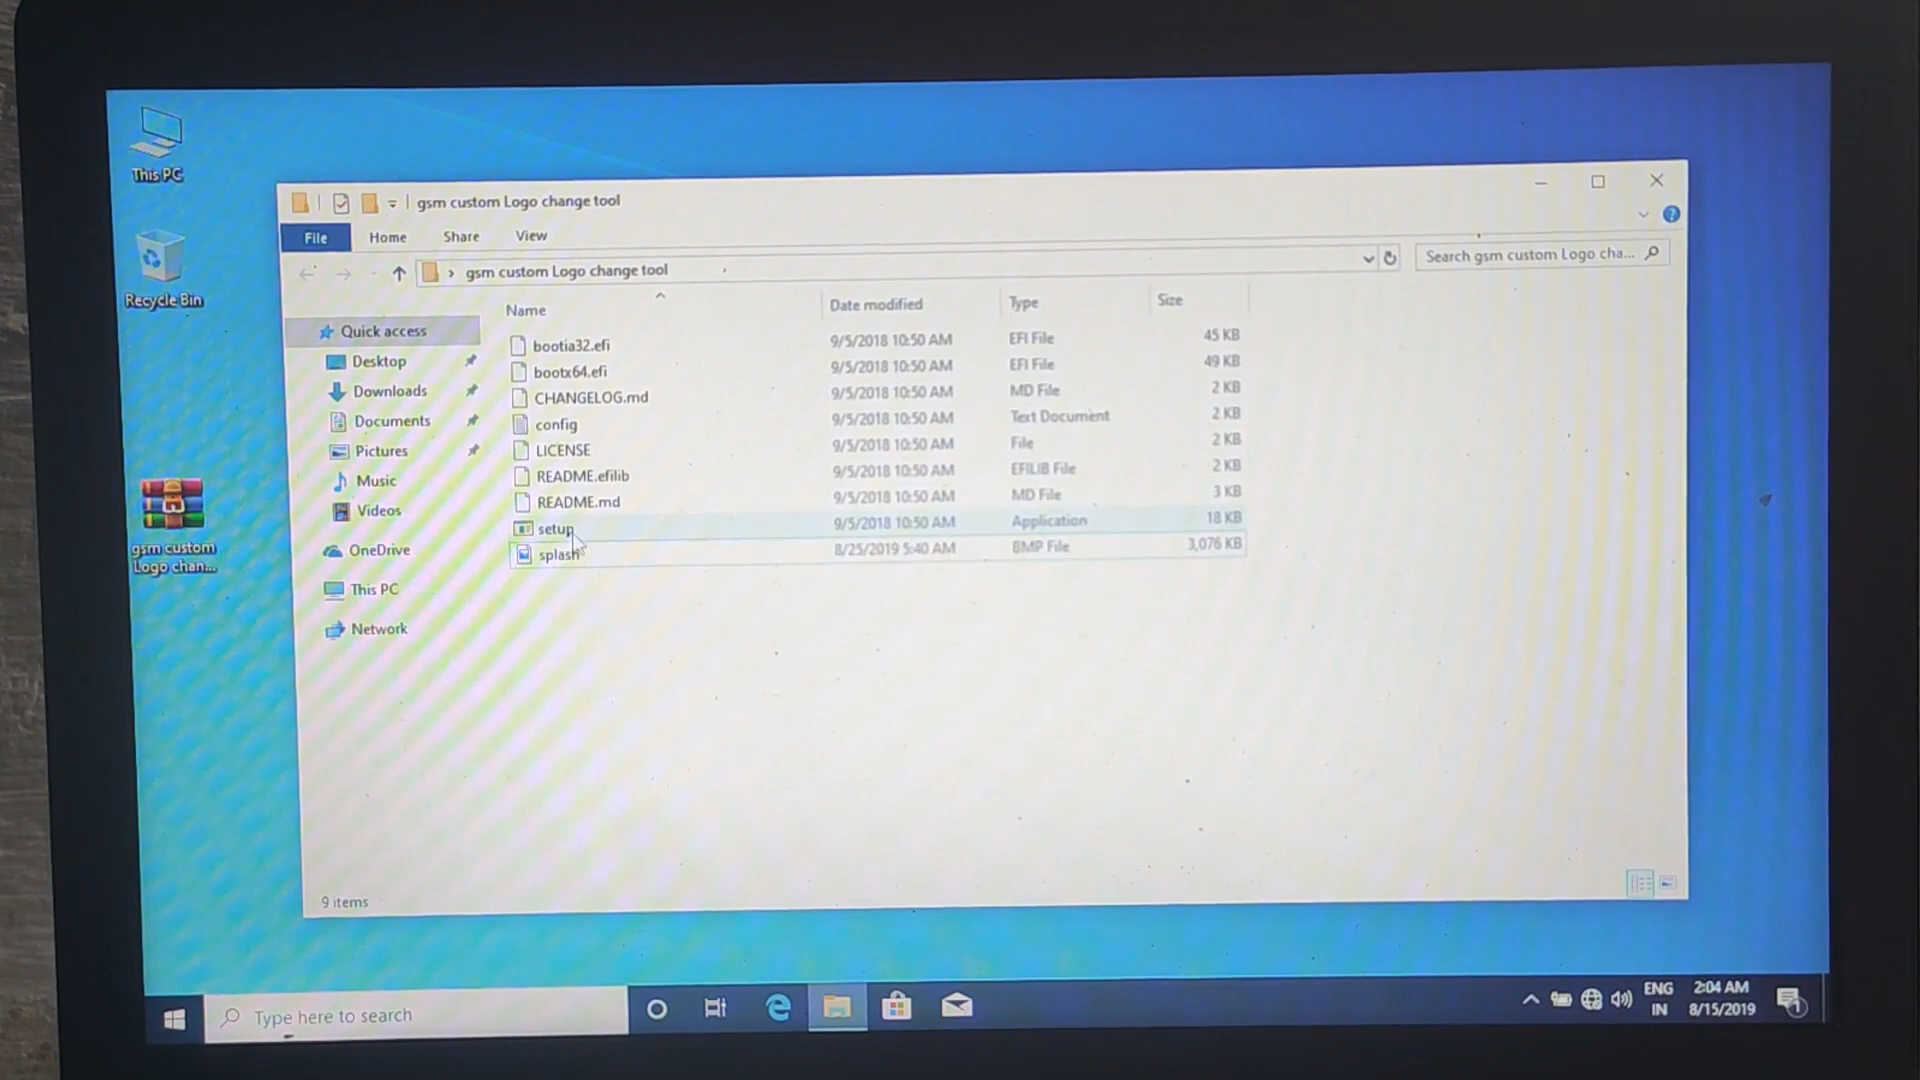 This PC
Recycle Bin
gsm custom
Logo chan...
gsm custom Logo change tool
File
Home
Share
View
gsm custom Logo change tool
Search gsm custom Logo cha...
Quick access
Desktop
Downloads
Documents
Pictures
Music
Videos
OneDrive
This PC
Network
Name
Date modified
Type
Size
bootia32.efi
9/5/2018 10:50 AM
EFI File
45 KB
bootx64.efi
9/5/2018 10:50 AM
EFI File
49 KB
CHANGELOG.md
9/5/2018 10:50 AM
MD File
2 KB
config
9/5/2018 10:50 AM
Text Document
2 KB
LICENSE
9/5/2018 10:50 AM
File
2 KB
README.efilib
9/5/2018 10:50 AM
EFILIB File
2 KB
README.md
9/5/2018 10:50 AM
MD File
3 KB
setup
9/5/2018 10:50 AM
Application
18 KB
splash
8/25/2019 5:40 AM
BMP File
3,076 KB
9 items
Type here to search
ENG
IN
2:04 AM
8/15/2019
1